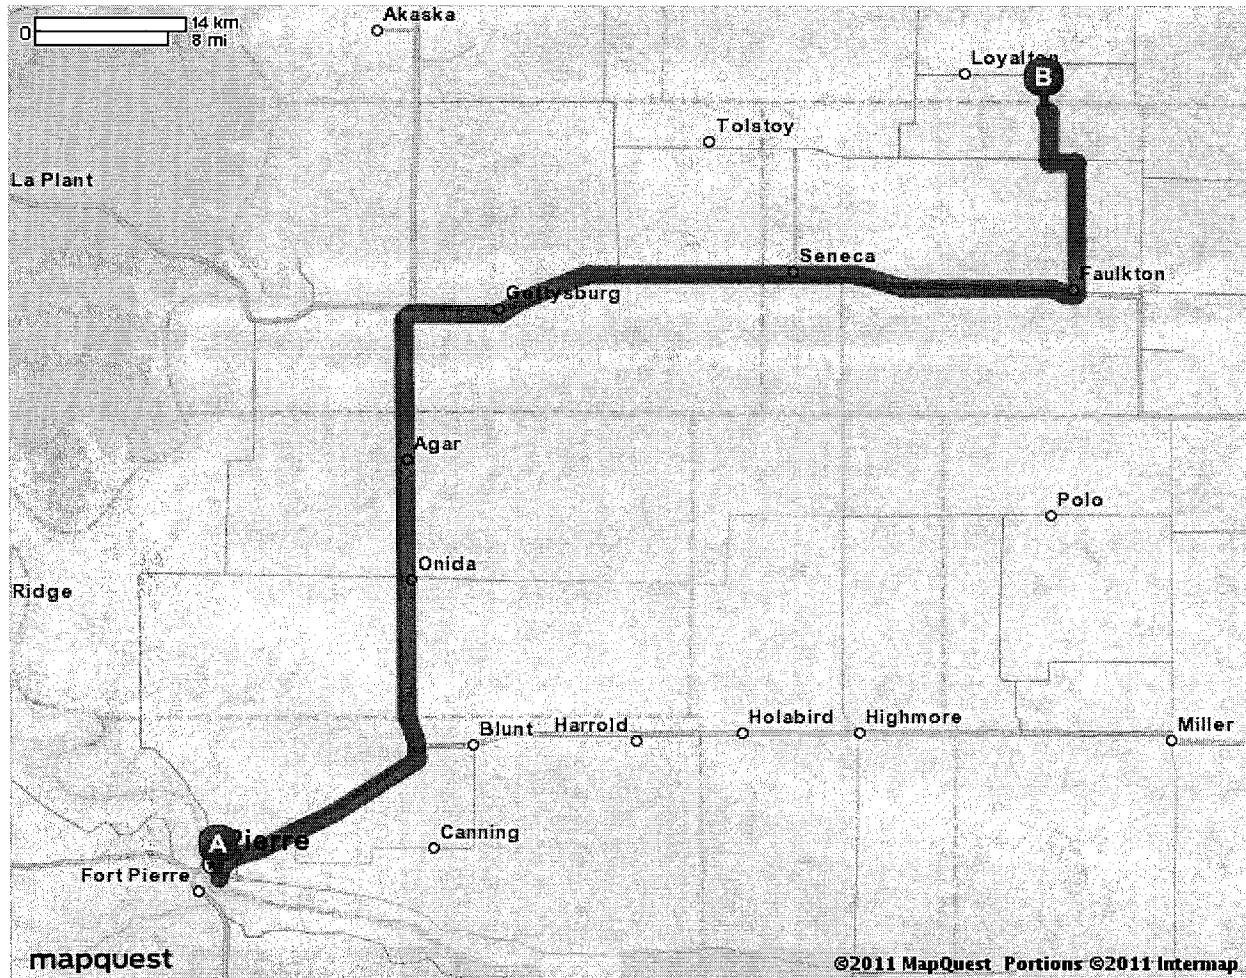 0
14 km
8 mi
Akaska
Loyalton
B
Tolstoy
La Plant
Seneca
Faulkton
Gettysburg
Agar
Polo
Onida
Ridge
Blunt
Harrold
Holabird
Highmore
Miller
A
Pierre
Canning
Fort Pierre
mapquest
©2011 MapQuest Portions ©2011 Intermap